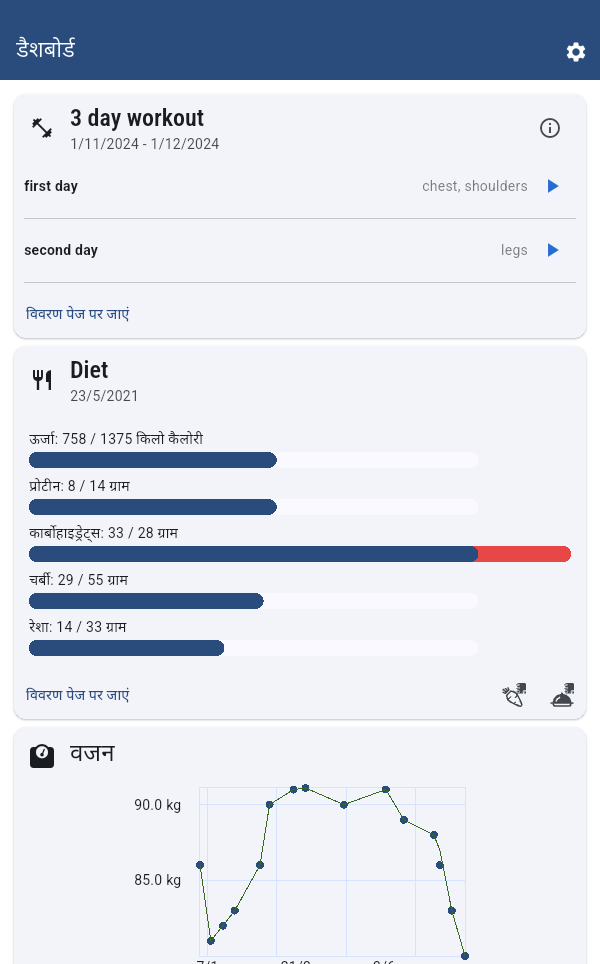 डैशबोर्ड
3 day workout
1/11/2024 - 1/12/2024
first day chest, shoulders
second day legs
विवरण पेज पर जाएं
Diet
23/5/2021
ऊर्जा: 758 / 1375 किलो कैलोरी
प्रोटीन: 8 / 14 ग्राम
कार्बोहाइड्रेट्स: 33 / 28 ग्राम
चर्बी: 29 / 55 ग्राम
रेशा: 14 / 33 ग्राम
विवरण पेज पर जाएं
वजन
90.0 kg
85.0 kg